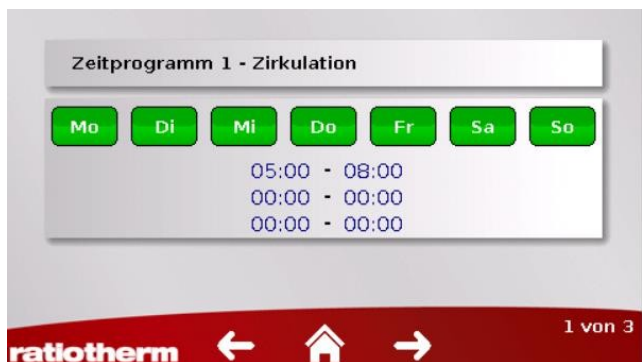 Zeitprogramm 1 - Zirkulation
Mo Di Mi Do Fr Sa So
05:00 - 08:00
00:00 - 00:00
00:00 - 00:00
1 von 3
ratiotherm